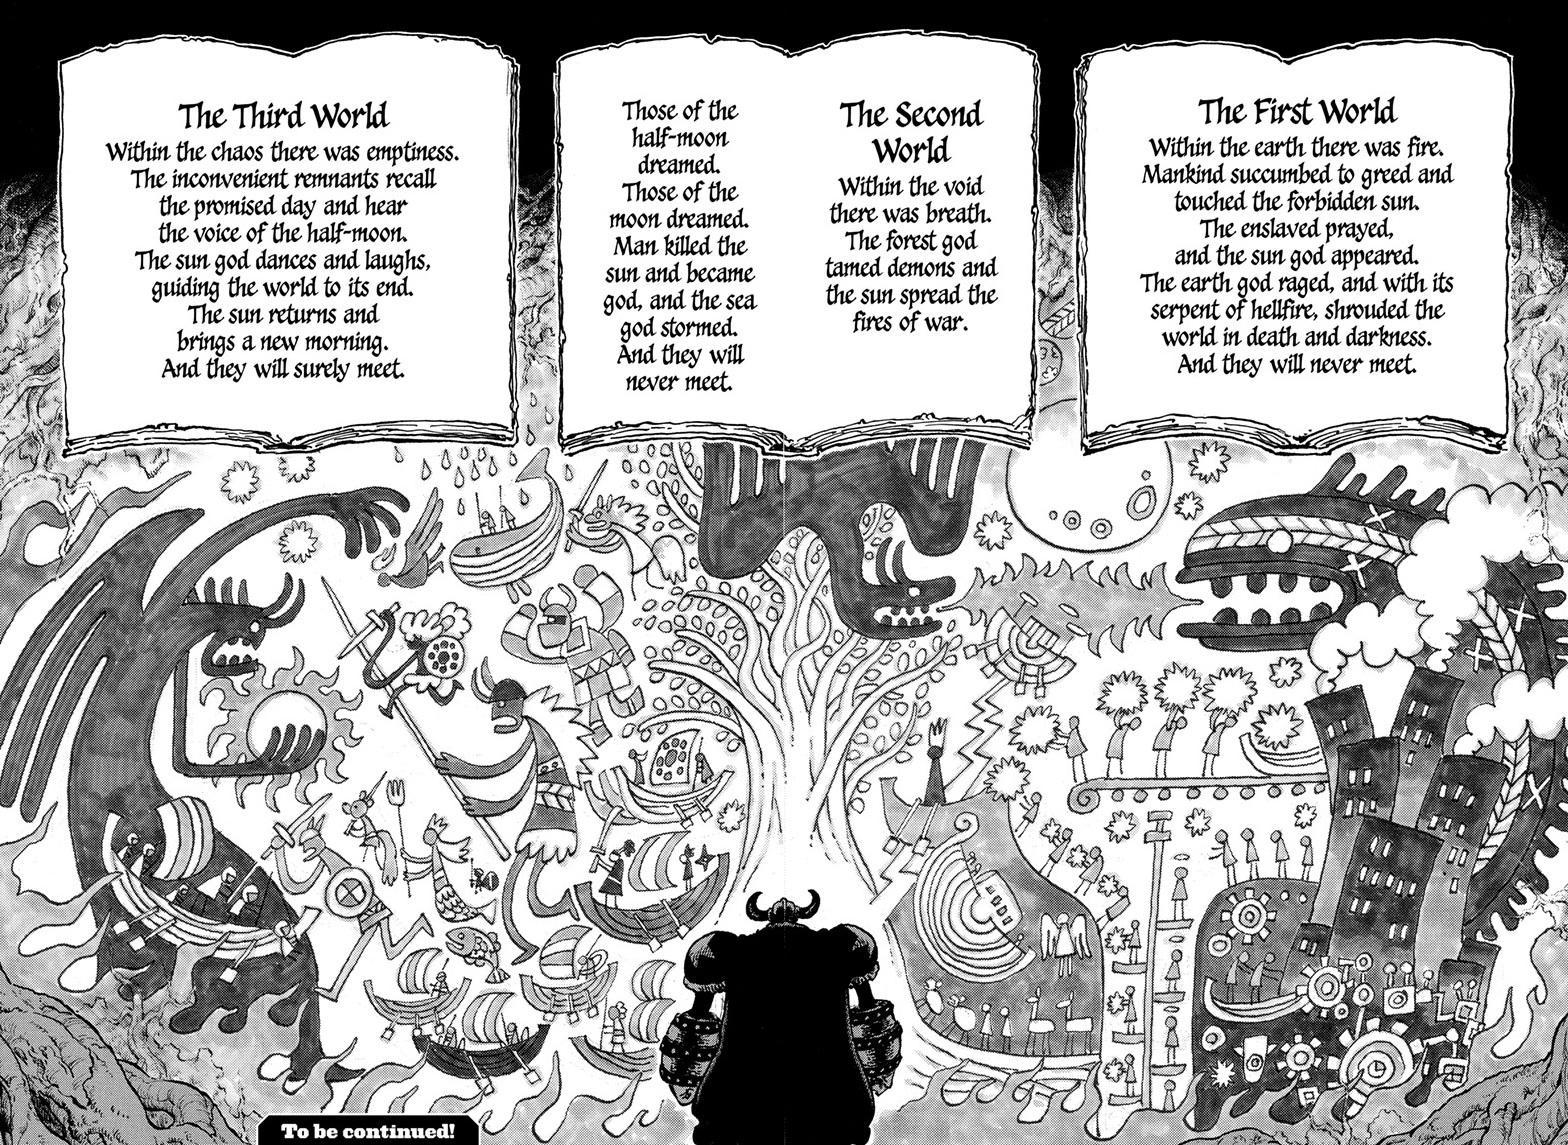 The First World
Within the earth there was fire.
Mankind succumbed to greed and
touched the forbidden sun.
The enslaved prayed,
and the sun god appeared.
The earth god raged, and with its
serpent of hellfire, shrouded the
world in death and darkness.
And they will never meet.
The Second
World
Within the void
there was breath.
The forest god
tamed demons and
the sun spread the
fires of war.
Those of the
half-moon
dreamed.
Those of the
moon dreamed.
Man killed the
sun and became
god, and the sea
god stormed.
And they will
never meet.
The Third World
Within the chaos there was emptiness.
The inconvenient remnants recall
the promised day and hear
the voice of the half-moon.
The sun god dances and laughs,
guiding the world to its end.
The sun returns and
brings a new morning.
And they will surely meet.
To be continued!